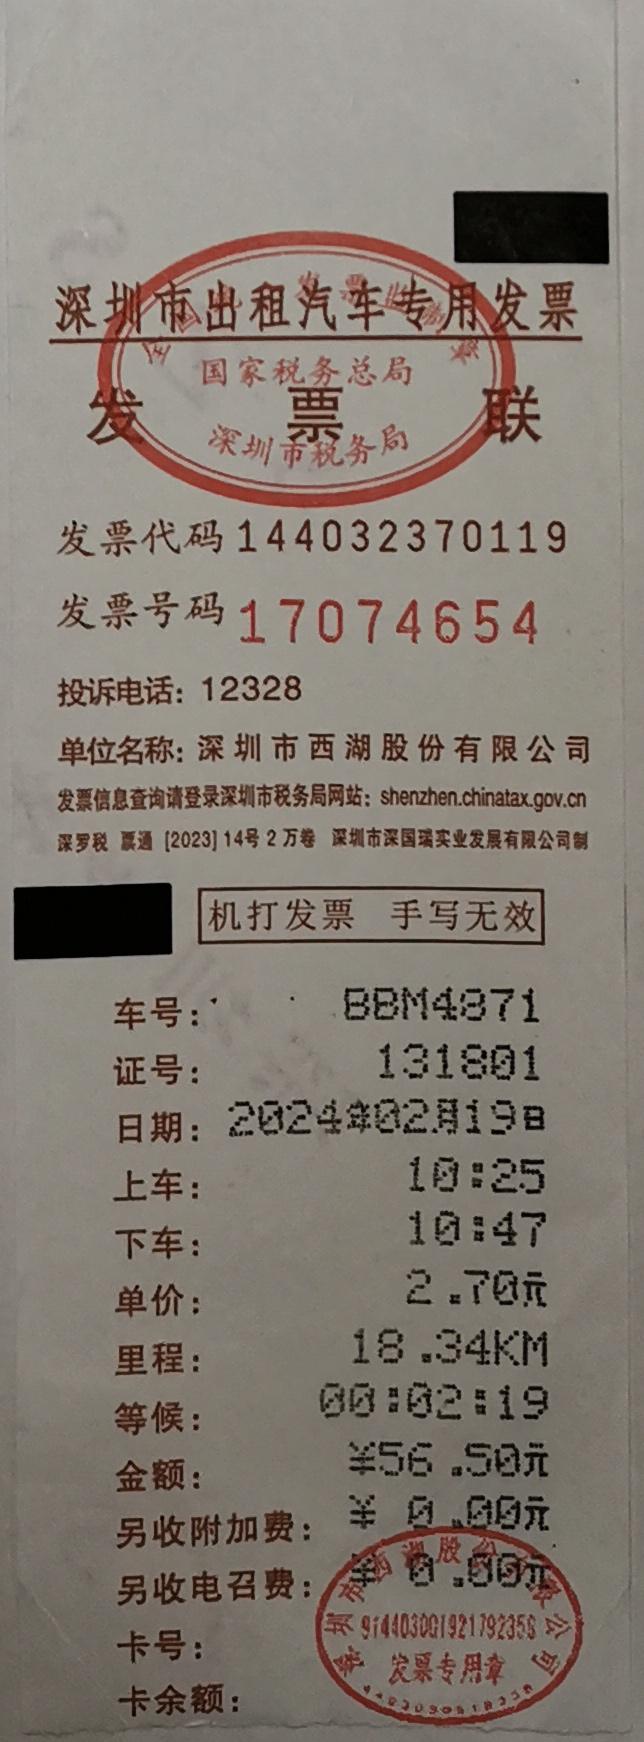 深圳市出租汽车专用发票
国家税务总局
发票联
深圳市税务局
发票代码 144032370119
发票号码 17074654
投诉电话：12328
单位名称：深圳市西湖股份有限公司
发票信息查询请登录深圳市税务局网站：shenzhen.chinatax.gov.cn
深罗税 票通 [2023] 14号 2 万卷 深圳市深国瑞实业发展有限公司制
机打发票 手写无效
车号： BBM4871
证号： 131801
日期： 2024年02月19日
上车： 10:25
下车： 10:47
单价： 2.70元
里程： 18.34KM
等候： 00:02:19
金额： ¥56.50元
另收附加费： ¥ 0.00元
另收电召费： ¥ 0.00元
卡号：
卡余额：
深圳市西湖股份有限公司
发票专用章